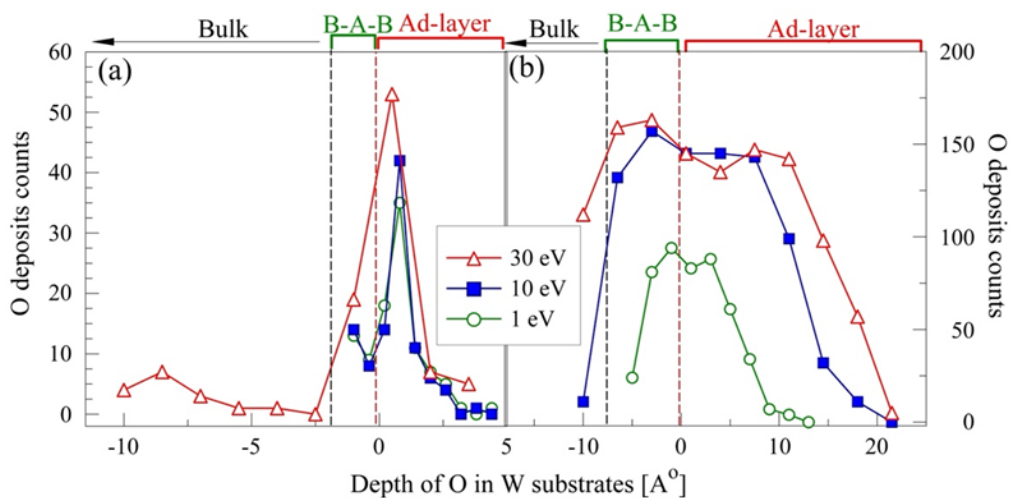 Bulk B-A-B Ad-layer Bulk B-A-B Ad-layer
(a) (b)
O deposits counts
60
50
40
30
20
10
0
200
150
100
50
0
O deposits counts
30 eV
10 eV
1 eV
-10 -5 0 5 -10 0 10 20
Depth of O in W substrates [A°]